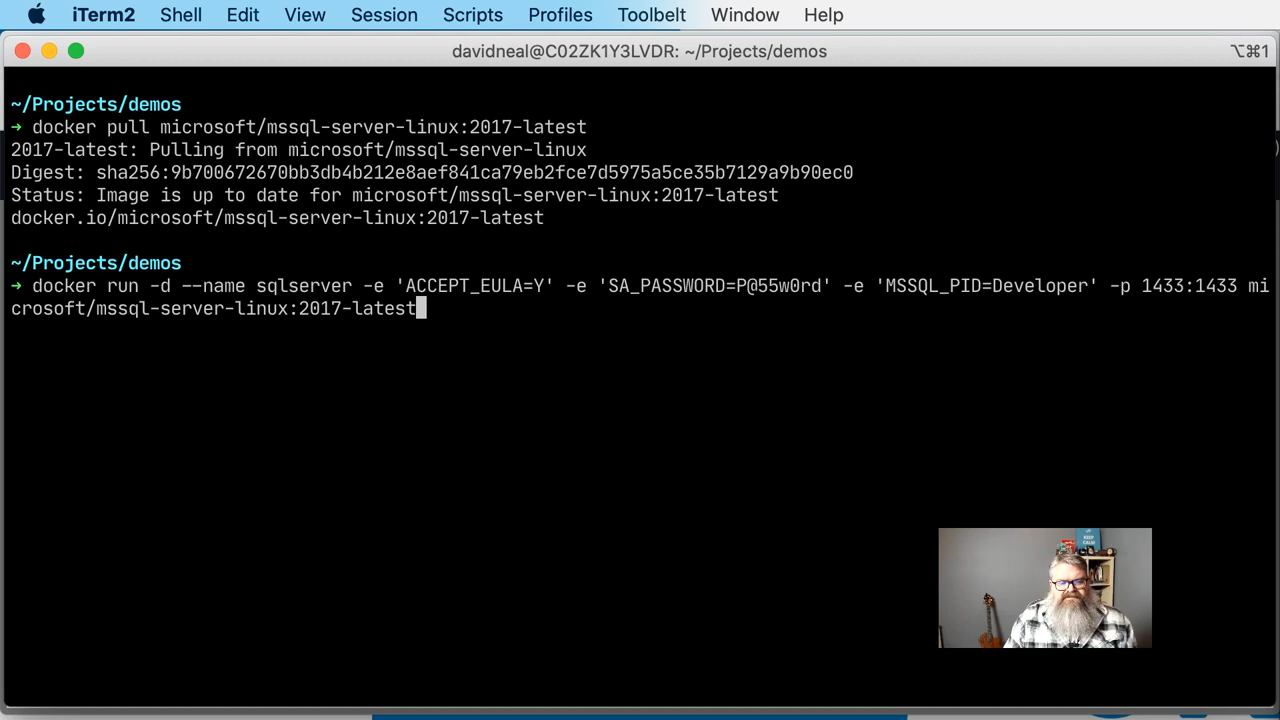 iTerm2 Shell Edit View Session Scripts Profiles Toolbelt Window Help
davidneal@C02ZK1Y3LVDR: ~/Projects/demos ⌥⌘1
~/Projects/demos
→ docker pull microsoft/mssql-server-linux:2017-latest
2017-latest: Pulling from microsoft/mssql-server-linux
Digest: sha256:9b700672670bb3db4b212e8aef841ca79eb2fce7d5975a5ce35b7129a9b90ec0
Status: Image is up to date for microsoft/mssql-server-linux:2017-latest
docker.io/microsoft/mssql-server-linux:2017-latest
~/Projects/demos
→ docker run -d --name sqlserver -e 'ACCEPT_EULA=Y' -e 'SA_PASSWORD=P@55w0rd' -e 'MSSQL_PID=Developer' -p 1433:1433 mi
crosoft/mssql-server-linux:2017-latest
KEEP
CALM